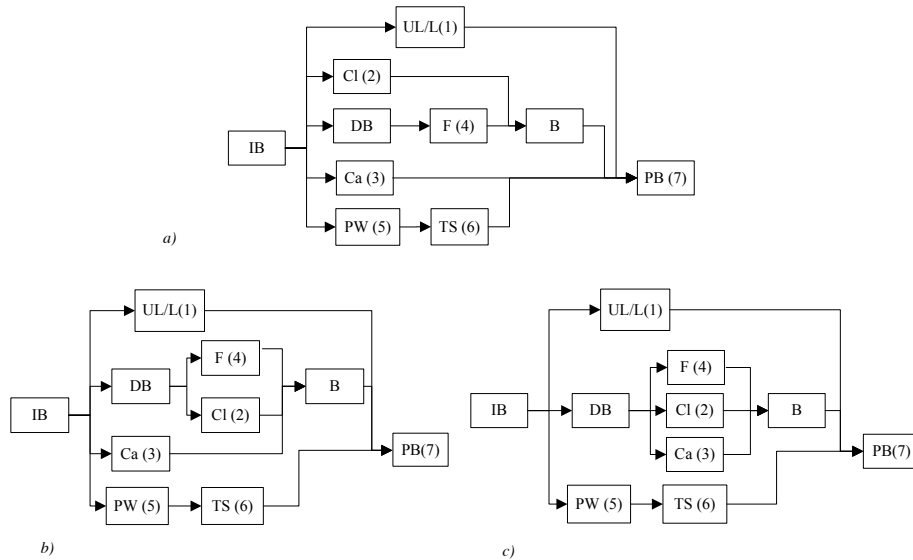 UL/L(1)
Cl (2)
DB
F (4)
B
IB
Ca (3)
PB (7)
PW (5)
TS (6)
a)
UL/L(1)
F (4)
DB
B
IB
Cl (2)
Ca (3)
PB(7)
PW (5)
TS (6)
b)
UL/L(1)
F (4)
IB
DB
Cl (2)
B
Ca (3)
PB(7)
PW (5)
TS (6)
c)